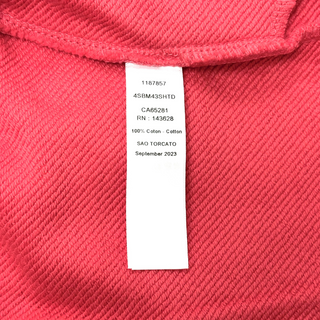 1187857
4SBM43SHTD
CA65281
RN : 143628
100% Coton - Cotton
SAO TORCATO
September 2023